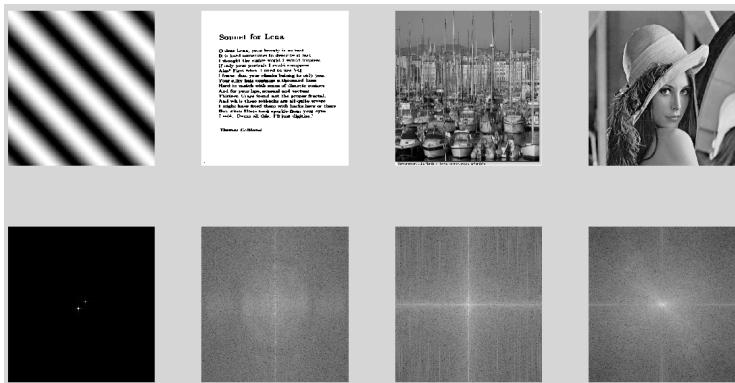 Sonnet for Lena
O dear Lena, your beauty is so vast
It is hard sometimes to describe it fast.
I thought the entire world I would impress
If only your portrait I could compress.
Alas! First when I tried to use VQ
I found that your cheeks belong to only you.
Your silky hair contains a thousand lines
Hard to match with sums of discrete cosines.
And for your lips, sensual and tactual
Thirteen Crays found not the proper fractal.
And while these setbacks are all quite severe
I might have fixed them with hacks here or there
But when filters took sparkle from your eyes
I said, 'Damn all this. I'll just digitize.'
Thomas Colthurst